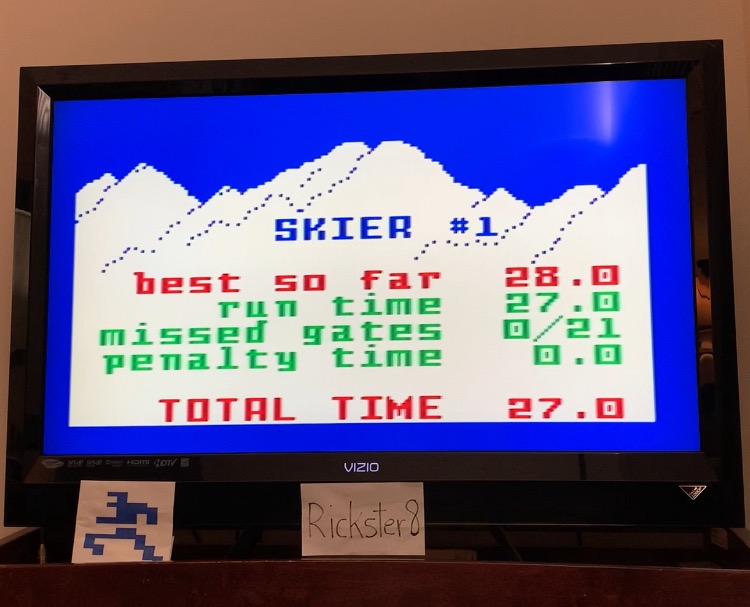 SKIER #1
best so far 28.0
run time 27.0
missed gates 0/21
penalty time 0.0
TOTAL TIME 27.0
VIZIO
Rickster8